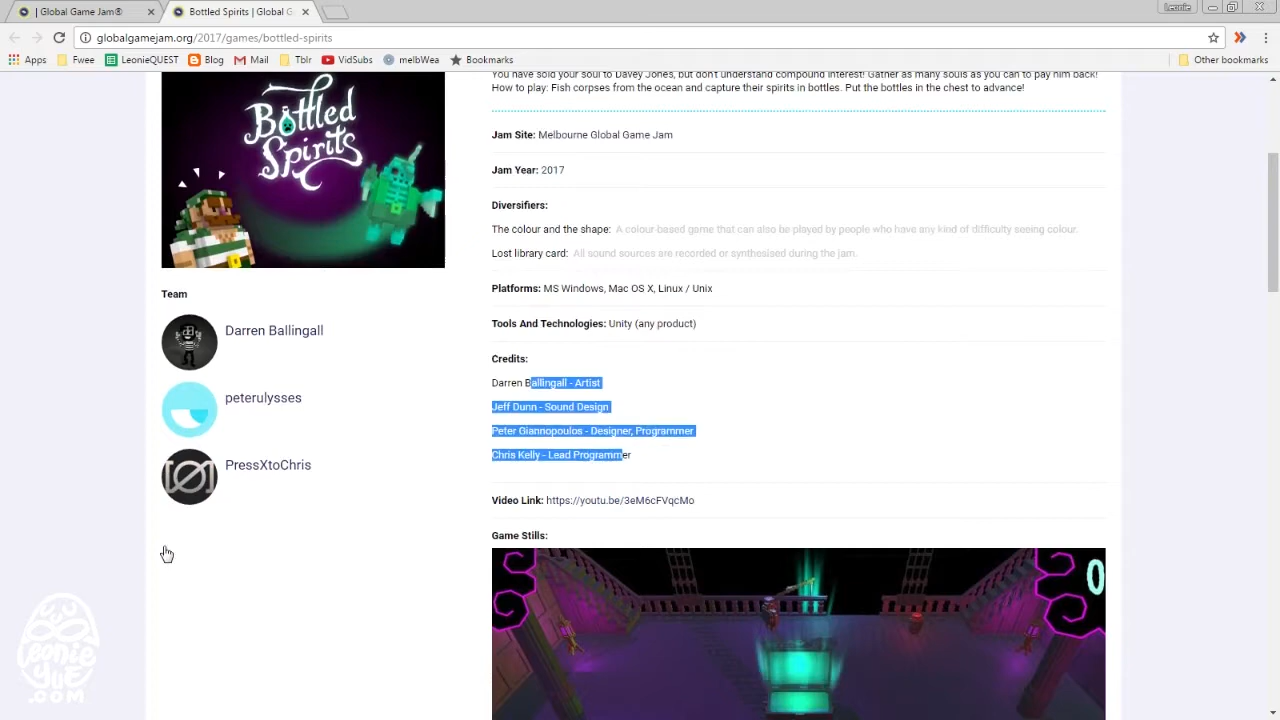 | Global Game Jam®
Bottled Spirits | Global G
Leonie
globalgamejam.org/2017/games/bottled-spirits
Apps
Fwee
LeonieQUEST
Blog
Mail
Tblr
VidSubs
melbWea
Bookmarks
Other bookmarks
You have sold your soul to Davey Jones, but don't understand compound interest! Gather as many souls as you can to pay him back!
How to play: Fish corpses from the ocean and capture their spirits in bottles. Put the bottles in the chest to advance!
Bottled
Spirits
Jam Site: Melbourne Global Game Jam
Jam Year: 2017
Diversifiers:
The colour and the shape: A colour-based game that can also be played by people who have any kind of difficulty seeing colour.
Lost library card: All sound sources are recorded or synthesised during the jam.
Platforms: MS Windows, Mac OS X, Linux / Unix
Tools And Technologies: Unity (any product)
Credits:
Darren Ballingall - Artist
Jeff Dunn - Sound Design
Peter Giannopoulos - Designer, Programmer
Chris Kelly - Lead Programmer
Video Link: https://youtu.be/3eM6cFVqcMo
Game Stills:
0
Team
Darren Ballingall
peterulysses
PressXtoChris
Leonie
Yue
.COM